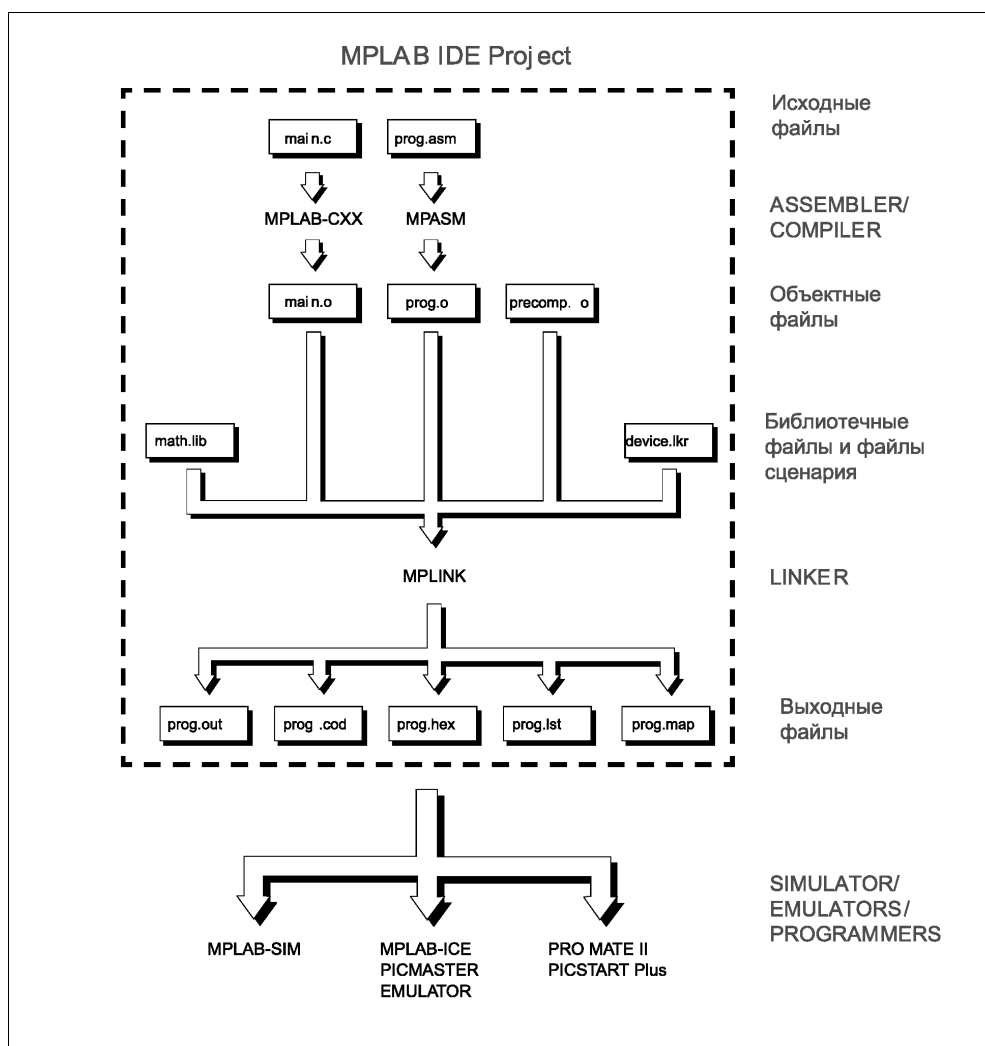 MPLAB IDE Project
Исходные
файлы
main.c
prog.asm
MPLAB-CXX
MPASM
ASSEMBLER/
COMPILER
main.o
prog.o
precomp. o
Объектные
файлы
math.lib
device.lkr
Библиотечные
файлы и файлы
сценария
MPLINK
LINKER
prog.out
prog .cod
prog.hex
prog.lst
prog.map
Выходные
файлы
SIMULATOR/
EMULATORS/
PROGRAMMERS
MPLAB-SIM
MPLAB-ICE
PICMASTER
EMULATOR
PRO MATE II
PICSTART Plus